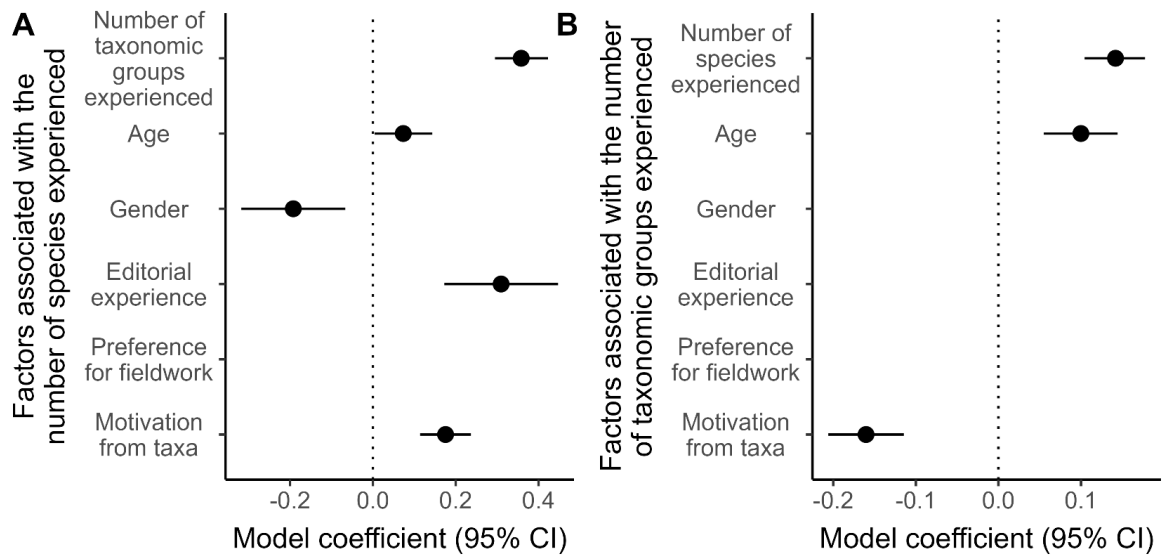 A
Factors associated with the
number of species experienced
Number of
taxonomic
groups
experienced
Age
Gender
Editorial
experience
Preference
for fieldwork
Motivation
from taxa
-0.2
0.0
0.2
0.4
Model coefficient (95% CI)
B
Factors associated with the number
of taxonomic groups experienced
Number of
species
experienced
Age
Gender
Editorial
experience
Preference
for fieldwork
Motivation
from taxa
-0.2
-0.1
0.0
0.1
Model coefficient (95% CI)